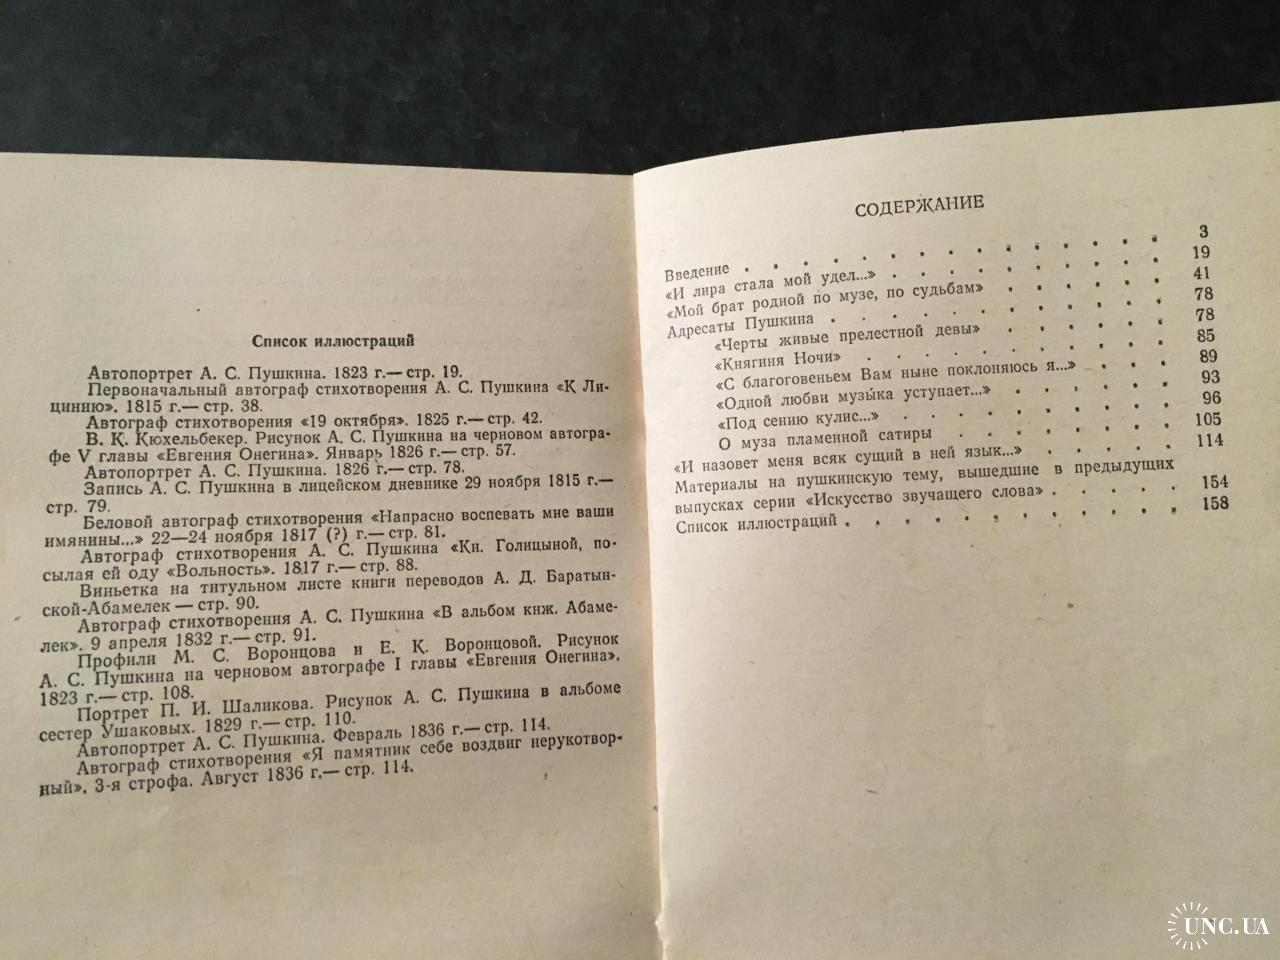 Список иллюстраций
Автопортрет А. С. Пушкина. 1823 г.— стр. 19.
Первоначальный автограф стихотворения А. С. Пушкина «К Ли-
цинию». 1815 г.— стр. 38.
Автограф стихотворения «19 октября». 1825 г.— стр. 42.
В. К. Кюхельбекер. Рисунок А. С. Пушкина на черновом автогра-
фе V главы «Евгения Онегина». Январь 1826 г.— стр. 57.
Автопортрет А. С. Пушкина. 1826 г.— стр. 78.
Запись А. С. Пушкина в лицейском дневнике 29 ноября 1815 г.—
стр. 79.
Беловой автограф стихотворения «Напрасно воспевать мне ваши
имянины...» 22—24 ноября 1817 (?) г.— стр. 81.
Автограф стихотворения А. С. Пушкина «Кн. Голицыной, по-
сылая ей оду «Вольность». 1817 г.— стр. 88.
Виньетка на титульном листе книги переводов А. Д. Баратын-
ской-Абамелек — стр. 90.
Автограф стихотворения А. С. Пушкина «В альбом кнж. Абаме-
лек». 9 апреля 1832 г.— стр. 91.
Профили М. С. Воронцова и Е. К. Воронцовой. Рисунок
А. С. Пушкина на черновом автографе I главы «Евгения Онегина».
1823 г.— стр. 108.
Портрет П. И. Шаликова. Рисунок А. С. Пушкина в альбоме
сестер Ушаковых. 1829 г.— стр. 110.
Автопортрет А. С. Пушкина. Февраль 1836 г.— стр. 114.
Автограф стихотворения «Я памятник себе воздвиг нерукотвор-
ный», 3-я строфа. Август 1836 г.— стр. 114.
СОДЕРЖАНИЕ
Введение . . . . . . . . . . . . . . 3
«И лира стала мой удел...» . . . . . . . . . 19
«Мой брат родной по музе, по судьбам» . . . . . . 41
Адресаты Пушкина . . . . . . . . . . . 78
«Черты живые прелестной девы» . . . . . . 78
«Княгиня Ночи» . . . . . . . . . . 85
«С благоговеньем Вам ныне поклоняюсь я...» . . . 89
«Одной любви музыка уступает...» . . . . . 93
«Под сению кулис...» . . . . . . . . . 96
О муза пламенной сатиры . . . . . . . . 105
«И назовет меня всяк сущий в ней язык...» . . . . . 114
Материалы на пушкинскую тему, вышедшие в предыдущих
выпусках серии «Искусство звучащего слова» . . . . . 154
Список иллюстраций . . . . . . . . . . . 158
UNC.UA